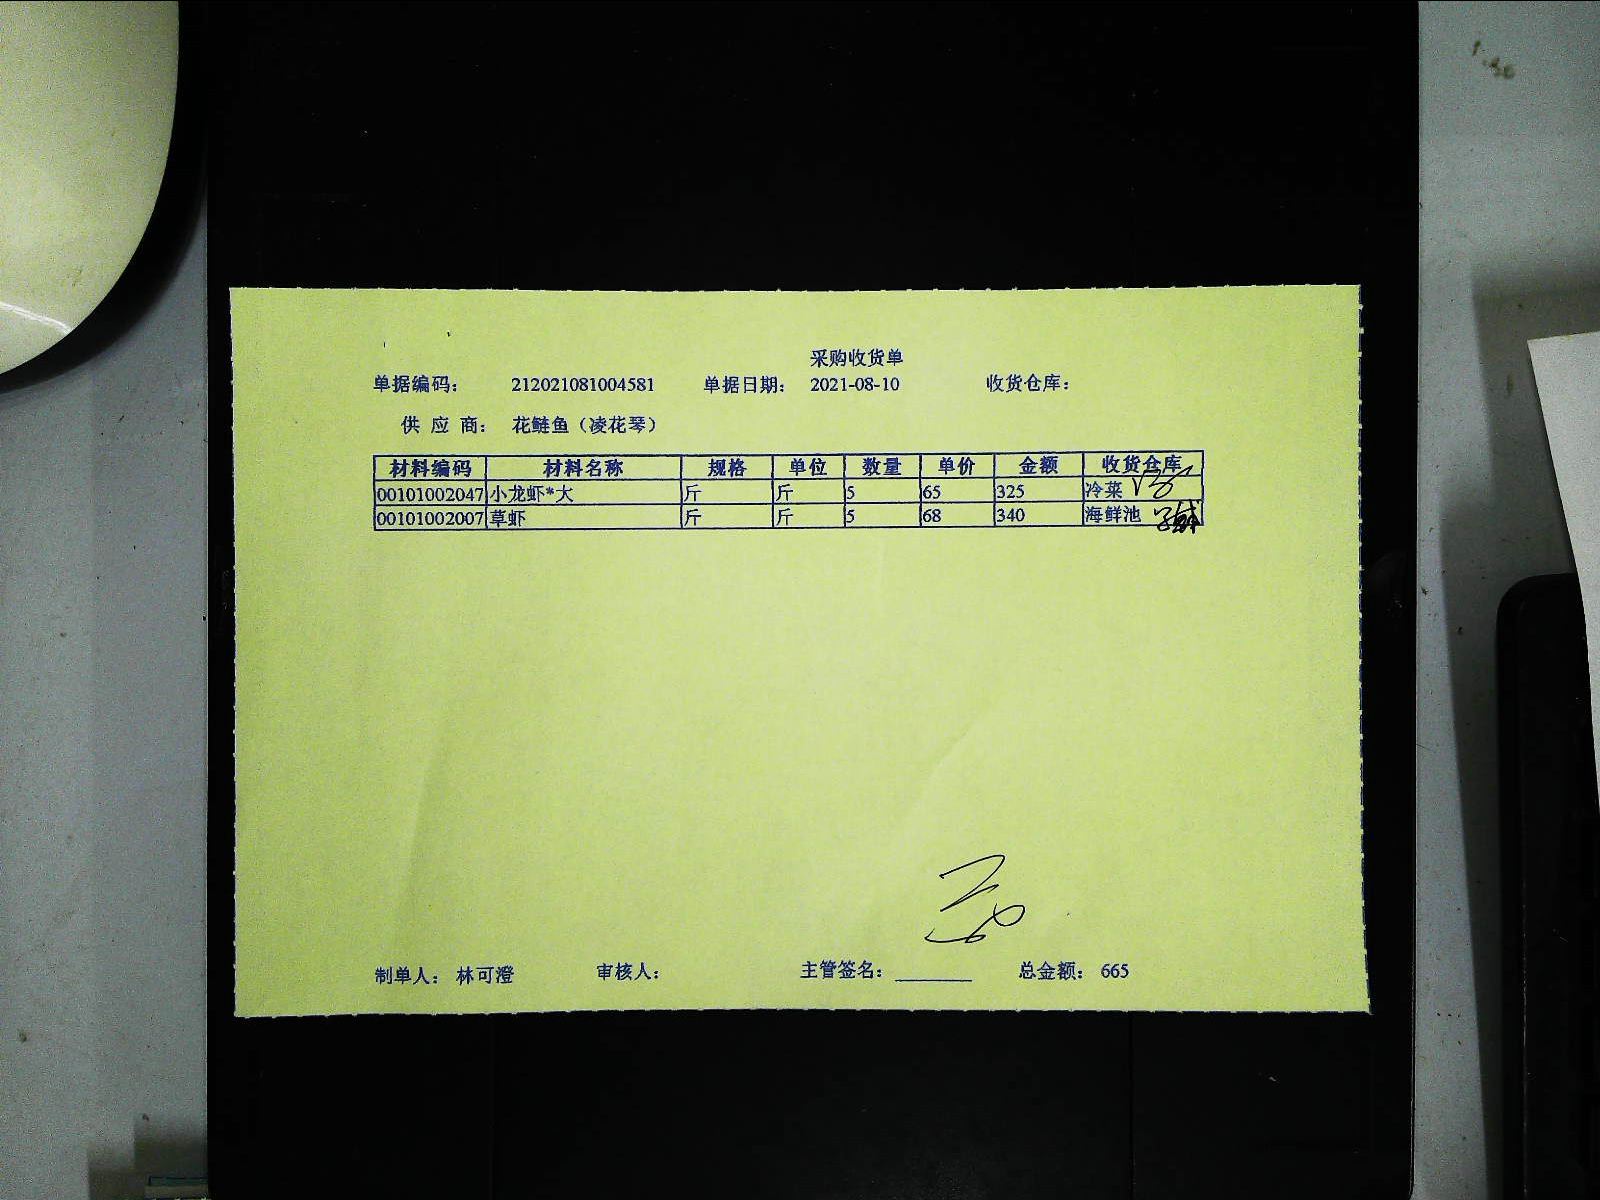 采购收货单
单据编码： 212021081004581 单据日期： 2021-08-10 收货仓库：
供 应 商： 花鲢鱼（凌花琴）
材料编码 材料名称 规格 单位 数量 单价 金额 收货仓库
00101002047 小龙虾*大 斤 斤 5 65 325 冷菜
00101002007 草虾 斤 斤 5 68 340 海鲜池
制单人： 林可澄 审核人： 主管签名： 总金额： 665